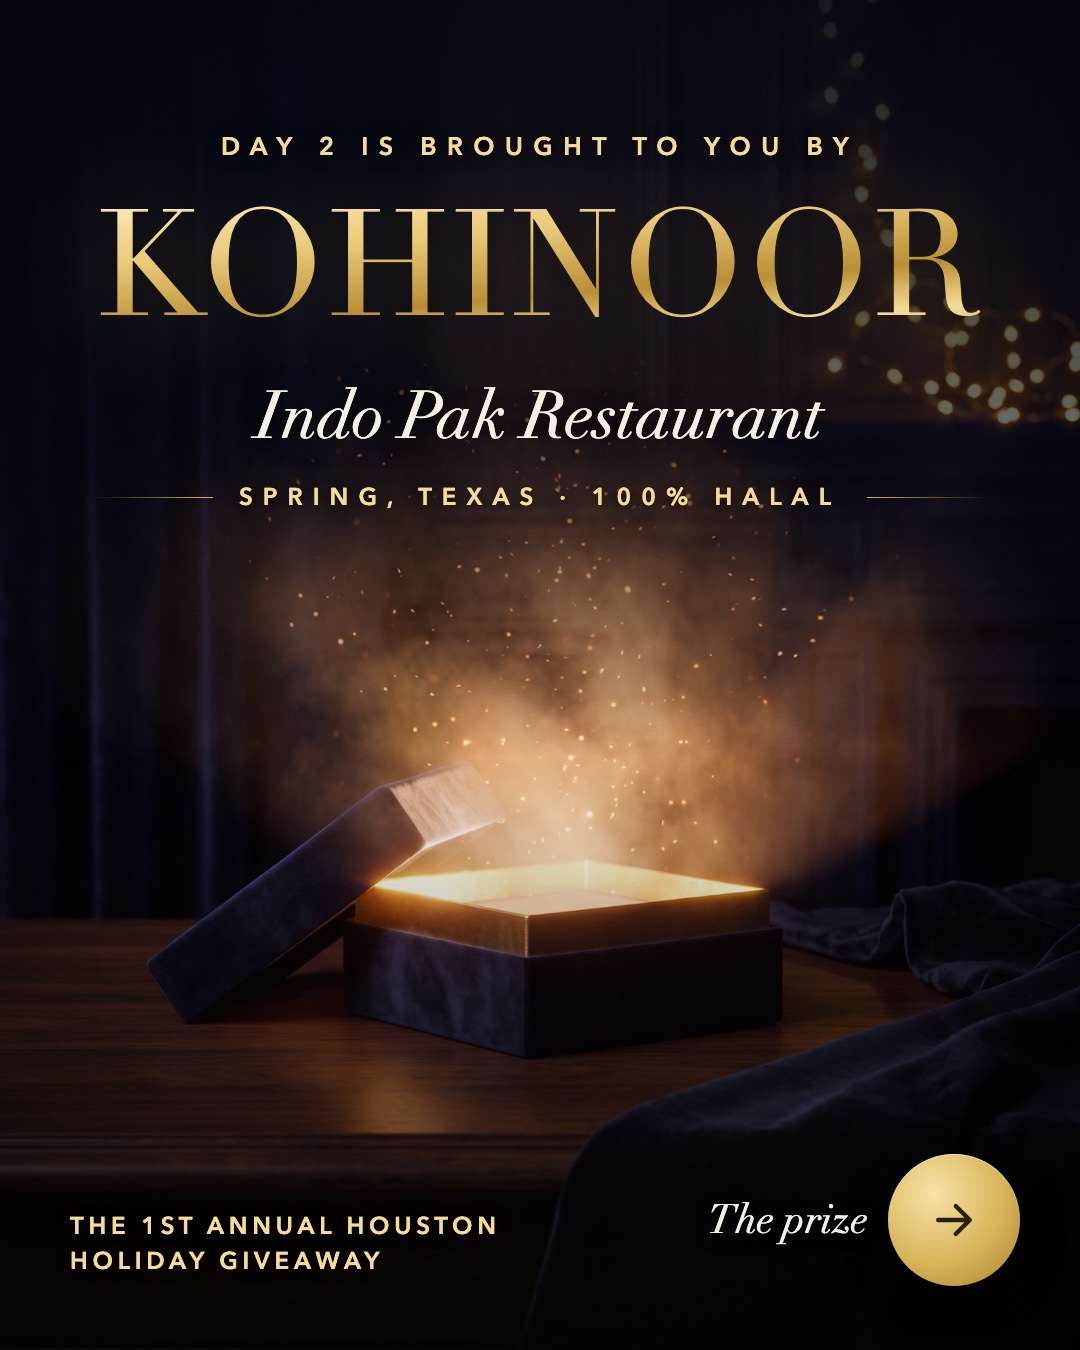 DAY 2 IS BROUGHT TO YOU BY
KOHINOOR
Indo Pak Restaurant
SPRING, TEXAS · 100% HALAL
THE 1ST ANNUAL HOUSTON
HOLIDAY GIVEAWAY
The prize